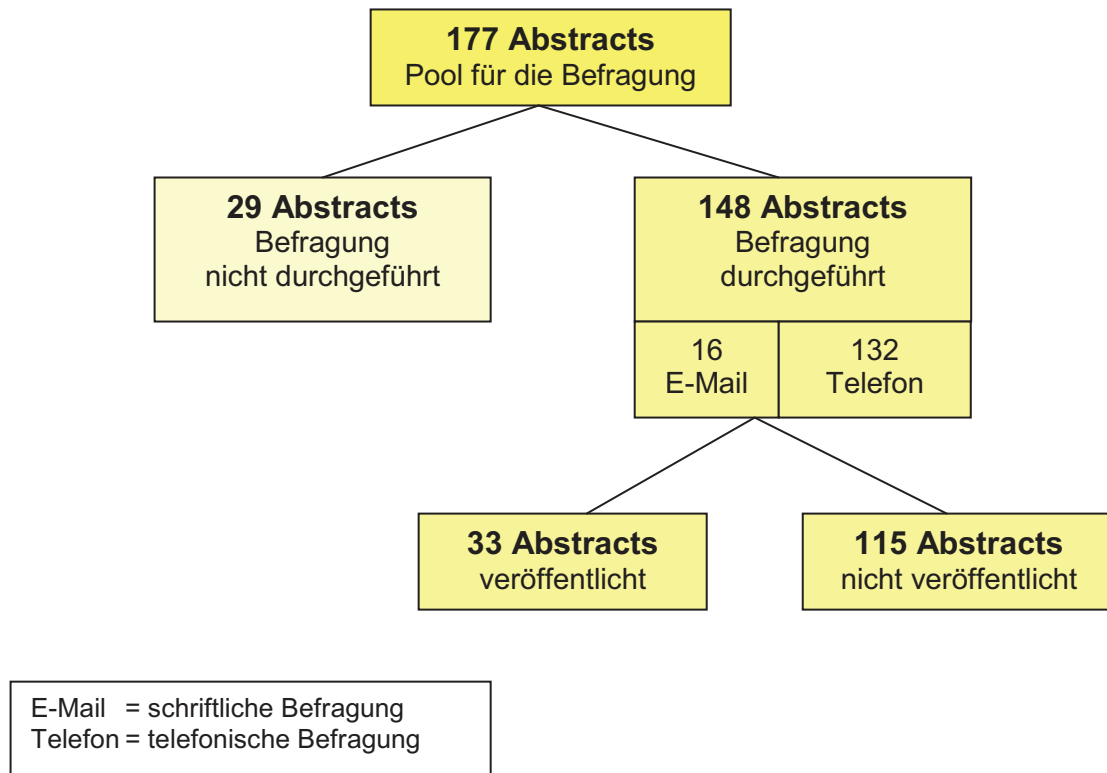 177 Abstracts
Pool für die Befragung
29 Abstracts
Befragung
nicht durchgeführt
148 Abstracts
Befragung
durchgeführt
16
E-Mail
132
Telefon
33 Abstracts
veröffentlicht
115 Abstracts
nicht veröffentlicht
E-Mail = schriftliche Befragung
Telefon = telefonische Befragung